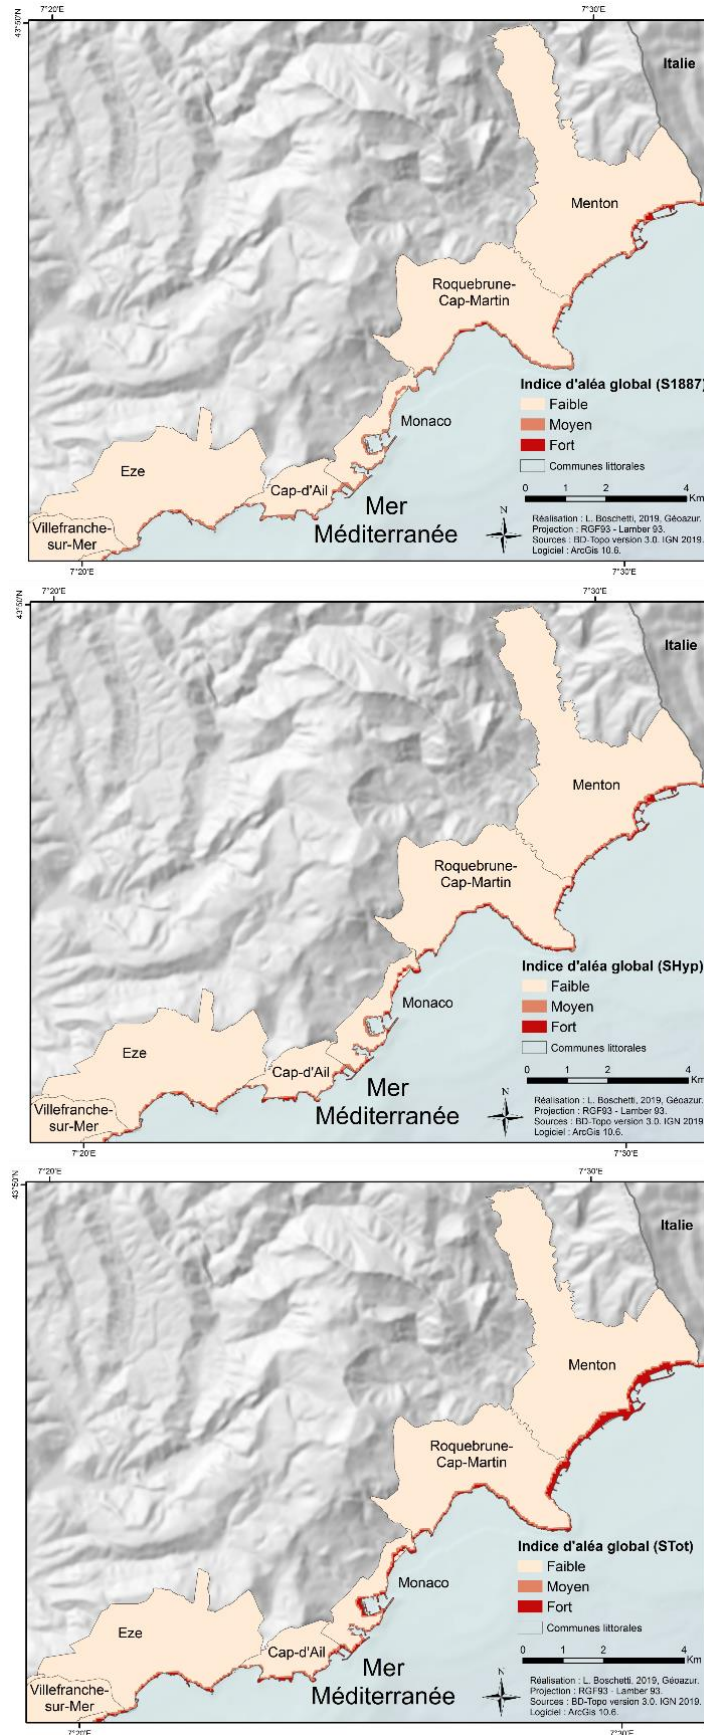 7°20'E
7°30'E
43°50'N
Italie
Menton
Roquebrune-
Cap-Martin
Indice d'aléa global (S1887)
Faible
Moyen
Fort
Communes littorales
Monaco
Eze
Cap-d'Ail
Mer
Méditerranée
Villefranche-
sur-Mer
0 1 2 4
Km
N
Réalisation : L. Boschetti, 2019, Géoazur.
Projection : RGF93 - Lamber 93.
Sources : BD-Topo version 3.0. IGN 2019.
Logiciel : ArcGis 10.6.
7°20'E
7°30'E
7°20'E
7°30'E
43°50'N
Italie
Menton
Roquebrune-
Cap-Martin
Indice d'aléa global (SHyp)
Faible
Moyen
Fort
Communes littorales
Monaco
Eze
Cap-d'Ail
Mer
Méditerranée
Villefranche-
sur-Mer
0 1 2 4
Km
N
Réalisation : L. Boschetti, 2019, Géoazur.
Projection : RGF93 - Lamber 93.
Sources : BD-Topo version 3.0. IGN 2019.
Logiciel : ArcGis 10.6.
7°20'E
7°30'E
7°20'E
7°30'E
43°50'N
Italie
Menton
Roquebrune-
Cap-Martin
Indice d'aléa global (STot)
Faible
Moyen
Fort
Communes littorales
Monaco
Eze
Cap-d'Ail
Mer
Méditerranée
Villefranche-
sur-Mer
0 1 2 4
Km
N
Réalisation : L. Boschetti, 2019, Géoazur.
Projection : RGF93 - Lamber 93.
Sources : BD-Topo version 3.0. IGN 2019.
Logiciel : ArcGis 10.6.
7°20'E
7°30'E